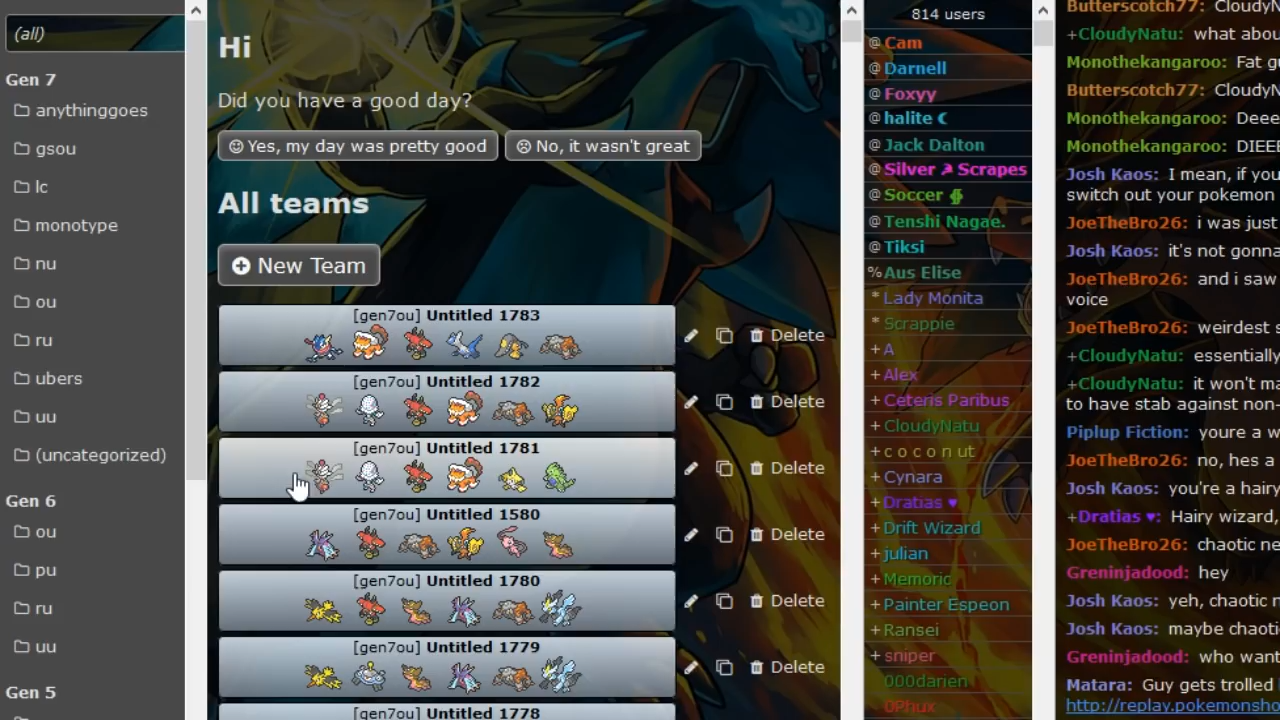 (all)
Gen 7
anythinggoes
gsou
lc
monotype
nu
ou
ru
ubers
uu
(uncategorized)
Gen 6
ou
pu
ru
uu
Gen 5
Hi
Did you have a good day?
Yes, my day was pretty good
No, it wasn't great
All teams
New Team
[gen7ou] Untitled 1783
Delete
[gen7ou] Untitled 1782
Delete
[gen7ou] Untitled 1781
Delete
[gen7ou] Untitled 1580
Delete
[gen7ou] Untitled 1780
Delete
[gen7ou] Untitled 1779
Delete
[gen7ou] Untitled 1778
814 users
@Cam
@Darnell
@Foxyy
@halite ☾
@Jack Dalton
@Silver ☭ Scrapes
@Soccer
@Tenshi Nagae.
@Tiksi
%Aus Elise
*Lady Monita
*Scrappie
+A
+Alex
+Ceteris Paribus
+CloudyNatu
+c o c o n ut
+Cynara
+Dratias ♥
+Drift Wizard
+julian
+Memoric
+Painter Espeon
+Ransei
+sniper
000darien
0Phux
Butterscotch77: CloudyN
+CloudyNatu: what abou
Monothekangaroo: Fat gu
Butterscotch77: CloudyN
Monothekangaroo: Deee
Monothekangaroo: DIEEE
Josh Kaos: I mean, if you
switch out your pokemon
JoeTheBro26: i was just
Josh Kaos: it's not gonna
JoeTheBro26: and i saw
voice
JoeTheBro26: weirdest s
+CloudyNatu: essentially
+CloudyNatu: it won't ma
to have stab against non-
Piplup Fiction: youre a w
JoeTheBro26: no, hes a
Josh Kaos: you're a hairy
+Dratias ♥: Hairy wizard,
JoeTheBro26: chaotic ne
Greninjadood: hey
Josh Kaos: yeh, chaotic n
Josh Kaos: maybe chaoti
Greninjadood: who want
Matara: Guy gets trolled
http://replay.pokemonsho